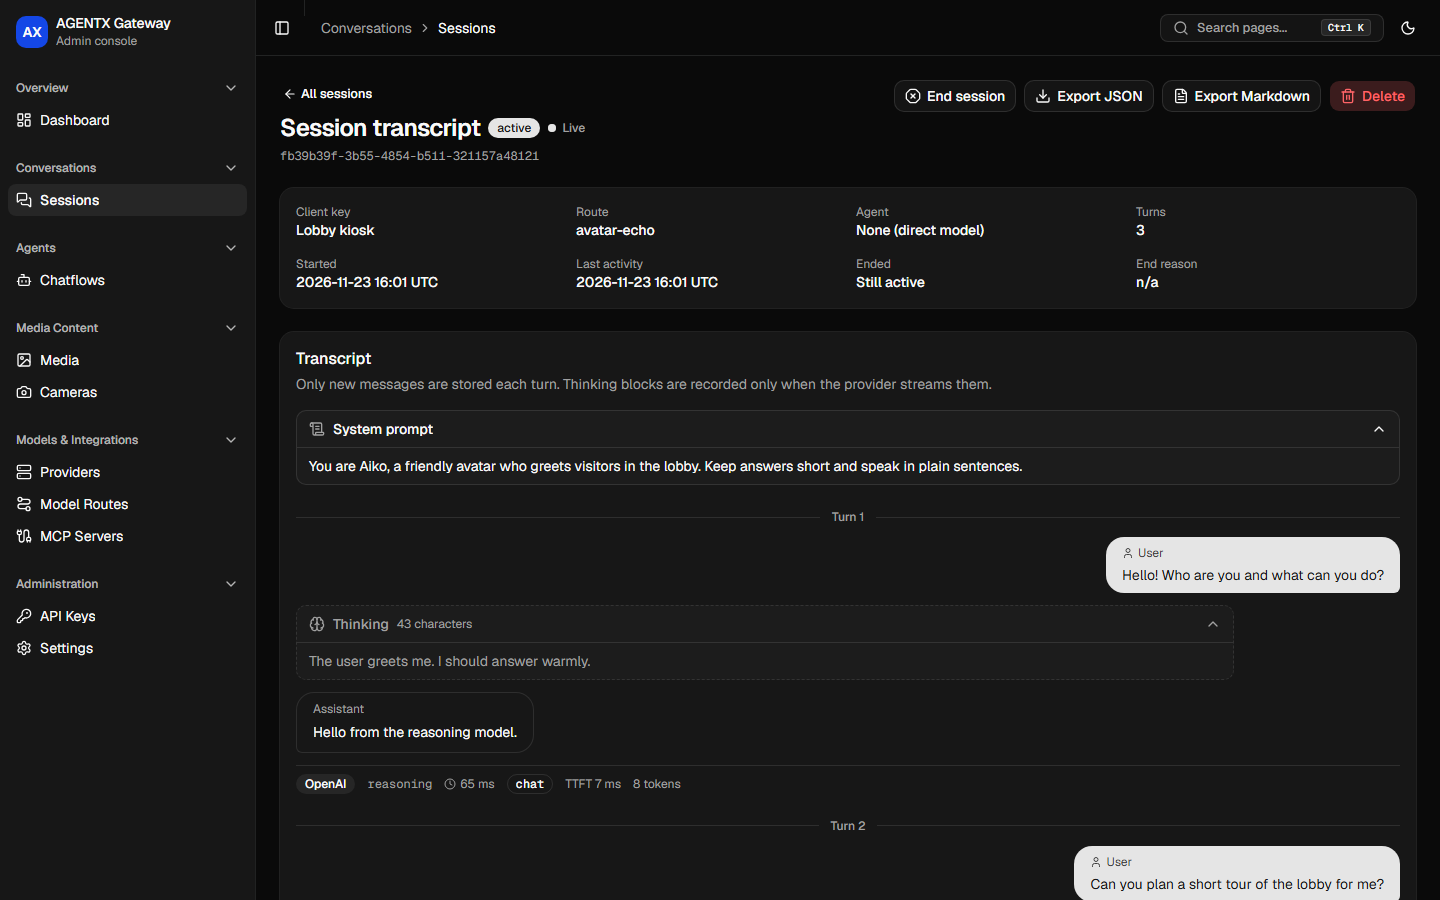 AX
AGENTX Gateway
Admin console
Overview
Dashboard
Conversations
Sessions
Agents
Chatflows
Media Content
Media
Cameras
Models & Integrations
Providers
Model Routes
MCP Servers
Administration
API Keys
Settings
Conversations > Sessions
Search pages... Ctrl K
← All sessions
End session
Export JSON
Export Markdown
Delete
Session transcript active Live
fb39b39f-3b55-4854-b511-321157a48121
Client key
Lobby kiosk
Route
avatar-echo
Agent
None (direct model)
Turns
3
Started
2026-11-23 16:01 UTC
Last activity
2026-11-23 16:01 UTC
Ended
Still active
End reason
n/a
Transcript
Only new messages are stored each turn. Thinking blocks are recorded only when the provider streams them.
System prompt
You are Aiko, a friendly avatar who greets visitors in the lobby. Keep answers short and speak in plain sentences.
Turn 1
User
Hello! Who are you and what can you do?
Thinking 43 characters
The user greets me. I should answer warmly.
Assistant
Hello from the reasoning model.
OpenAI reasoning 65 ms chat TTFT 7 ms 8 tokens
Turn 2
User
Can you plan a short tour of the lobby for me?